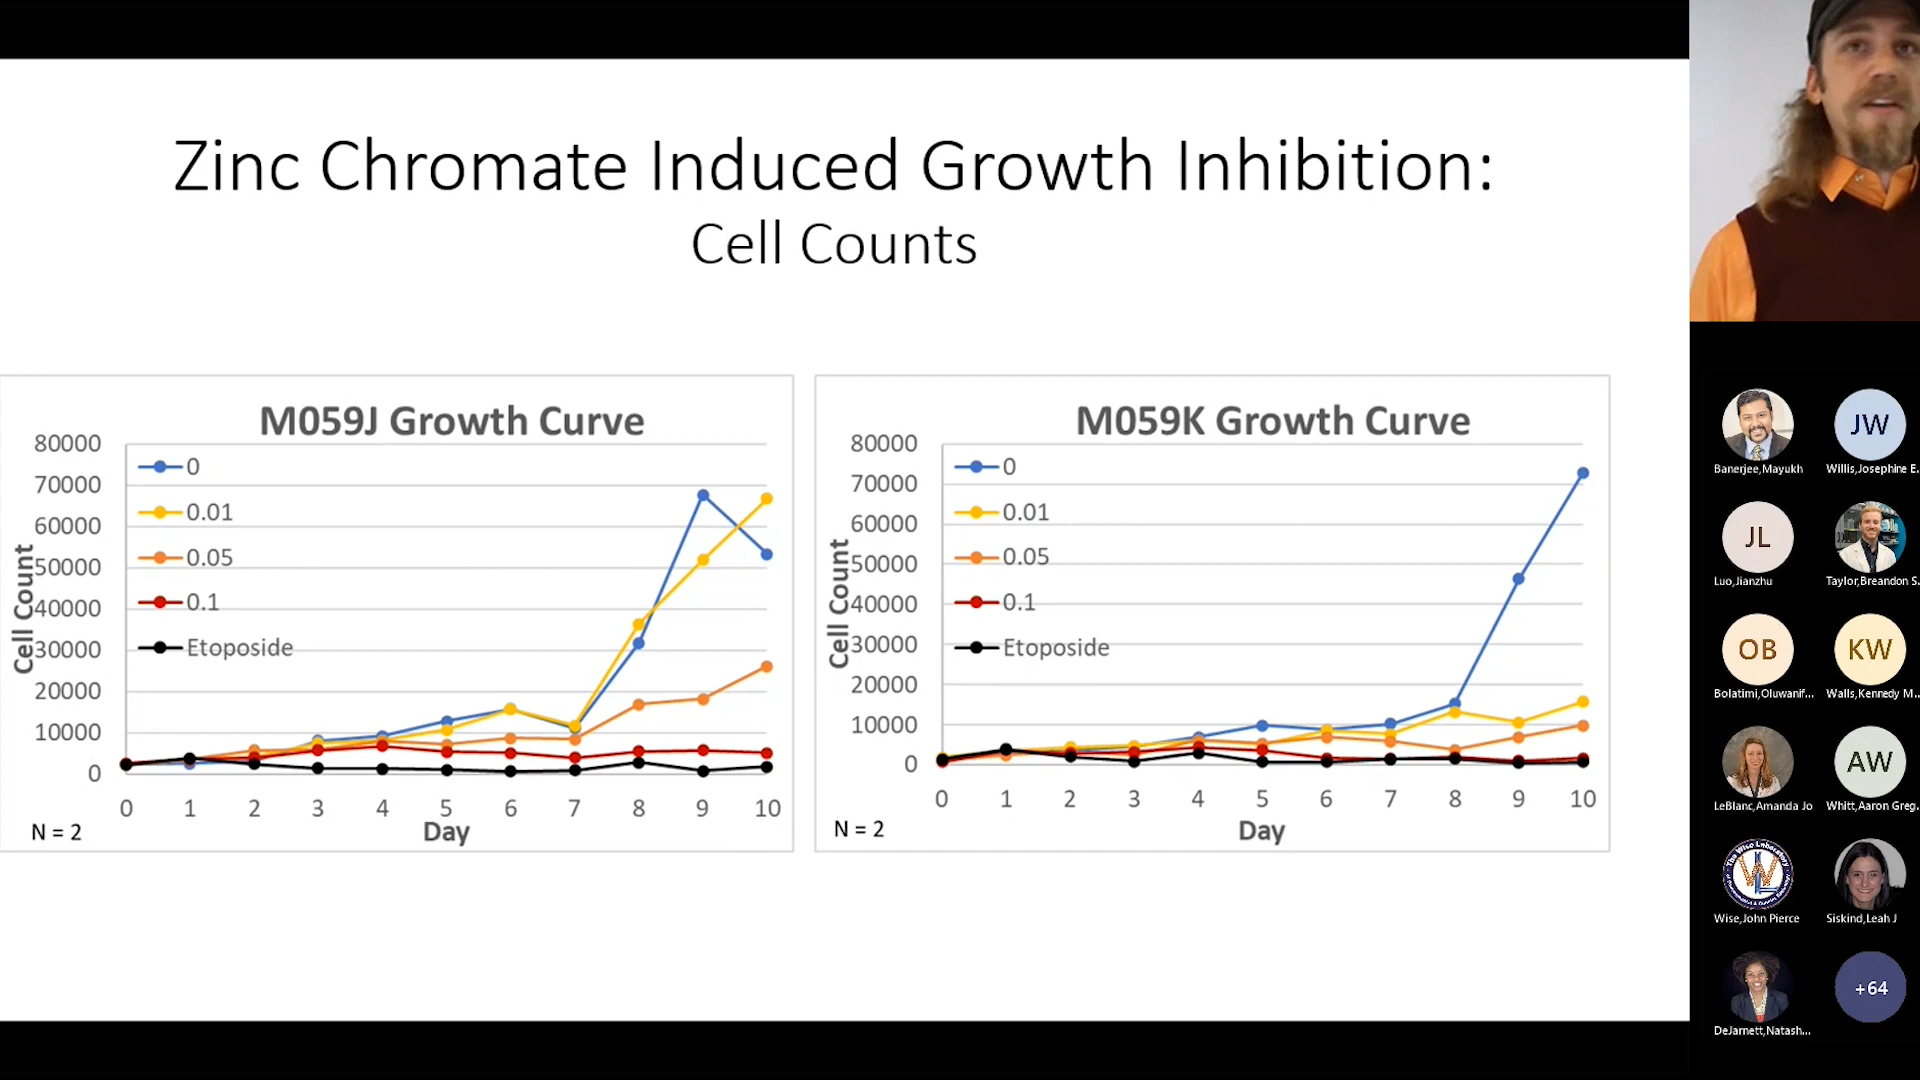 Zinc Chromate Induced Growth Inhibition:
Cell Counts
M059J Growth Curve
80000
70000
60000
50000
40000
30000
20000
10000
0
Cell Count
0
0.01
0.05
0.1
Etoposide
0 1 2 3 4 5 6 7 8 9 10
Day
N = 2
M059K Growth Curve
80000
70000
60000
50000
40000
30000
20000
10000
0
Cell Count
0
0.01
0.05
0.1
Etoposide
0 1 2 3 4 5 6 7 8 9 10
Day
N = 2
Banerjee,Mayukh
JW
Willis,Josephine E.
JL
Luo,Jianzhu
Taylor,Breandon S.
OB
Bolatimi,Oluwanif...
KW
Walls,Kennedy M...
LeBlanc,Amanda Jo
AW
Whitt,Aaron Greg.
The Wise Laboratory
WL
Wise,John Pierce
Siskind,Leah J
DeJarnett,Natash...
+64